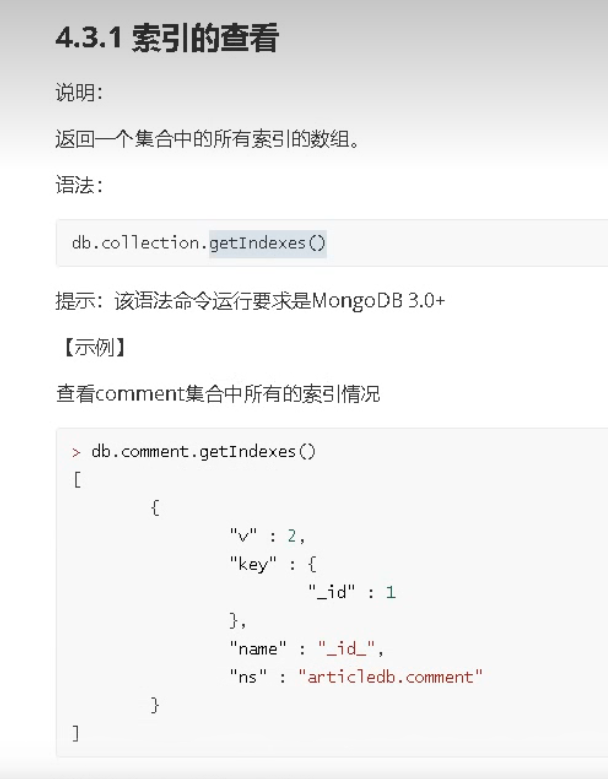 4.3.1 索引的查看
说明：
返回一个集合中的所有索引的数组。
语法：
db.collection.getIndexes()
提示：该语法命令运行要求是MongoDB 3.0+
【示例】
查看comment集合中所有的索引情况
> db.comment.getIndexes()
[
{
"v" : 2,
"key" : {
"_id" : 1
},
"name" : "_id_",
"ns" : "articledb.comment"
}
]